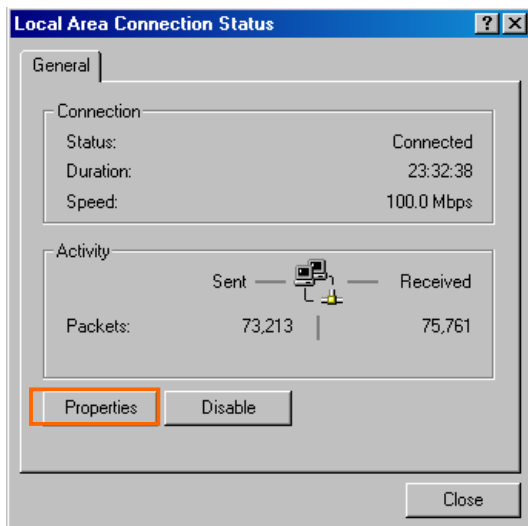 Local Area Connection Status ? X
General
Connection
Status: Connected
Duration: 23:32:38
Speed: 100.0 Mbps
Activity
Sent Received
Packets: 73,213 75,761
Properties Disable
Close